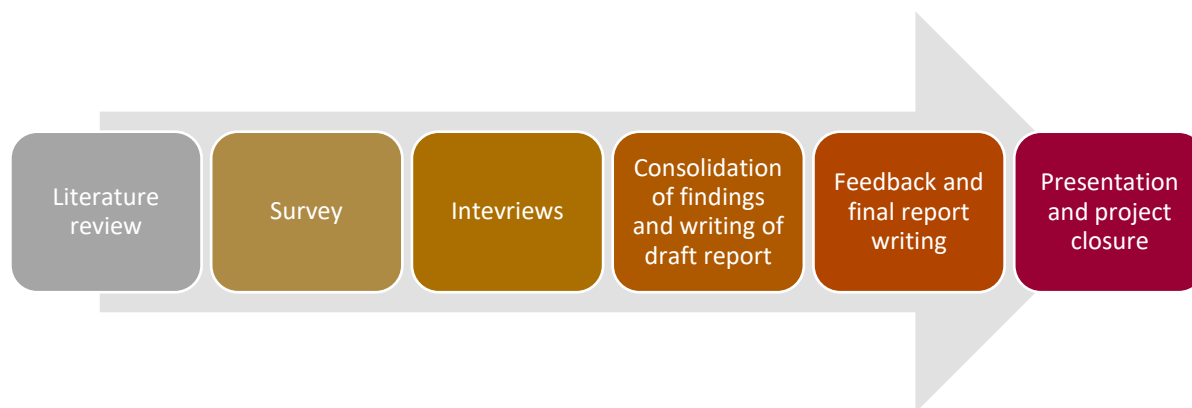 Literature
review
Survey
Intevriews
Consolidation
of findings
and writing of
draft report
Feedback and
final report
writing
Presentation
and project
closure